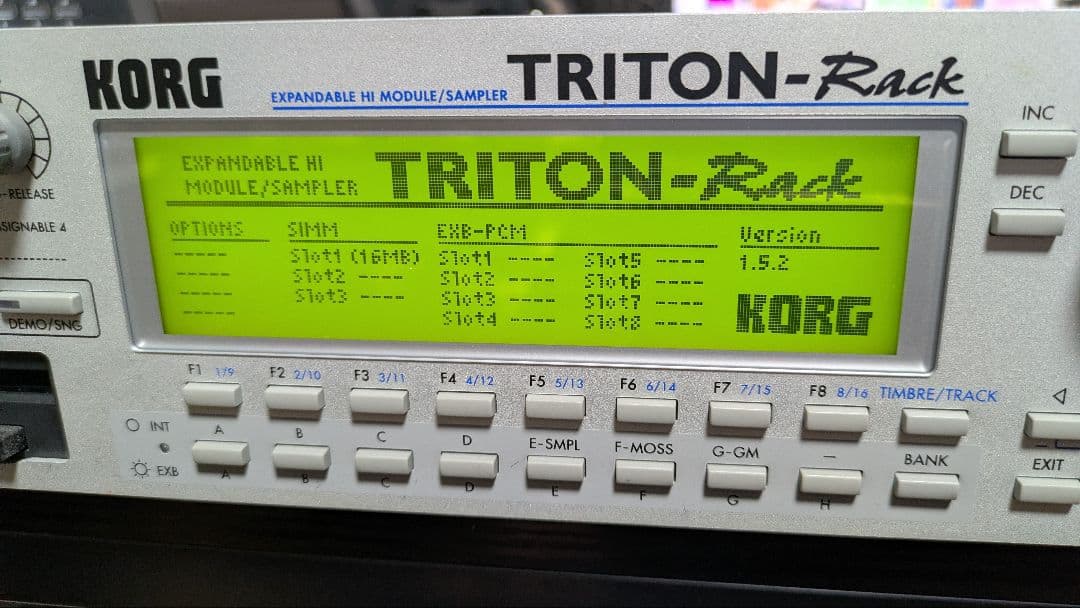 KORG
EXPANDABLE HI MODULE/SAMPLER TRITON-Rack
INC
DEC
-RELEASE
SSIGNABLE 4
DEMO/SNG
EXPANDABLE HI
MODULE/SAMPLER
TRITON-Rack
OPTIONS
-----
-----
-----
-----
SIMM
Slot1 (16MB)
Slot2 ----
Slot3 ----
EXB-PCM
Slot1 ----
Slot2 ----
Slot3 ----
Slot4 ----
Slot5 ----
Slot6 ----
Slot7 ----
Slot8 ----
Version
1.5.2
KORG
F1 1/9 F2 2/10 F3 3/11 F4 4/12 F5 5/13 F6 6/14 F7 7/15 F8 8/16 TIMBRE/TRACK
INT A B C D E-SMPL F-MOSS G-GM — BANK
EXB A B C D E F G H
EXIT